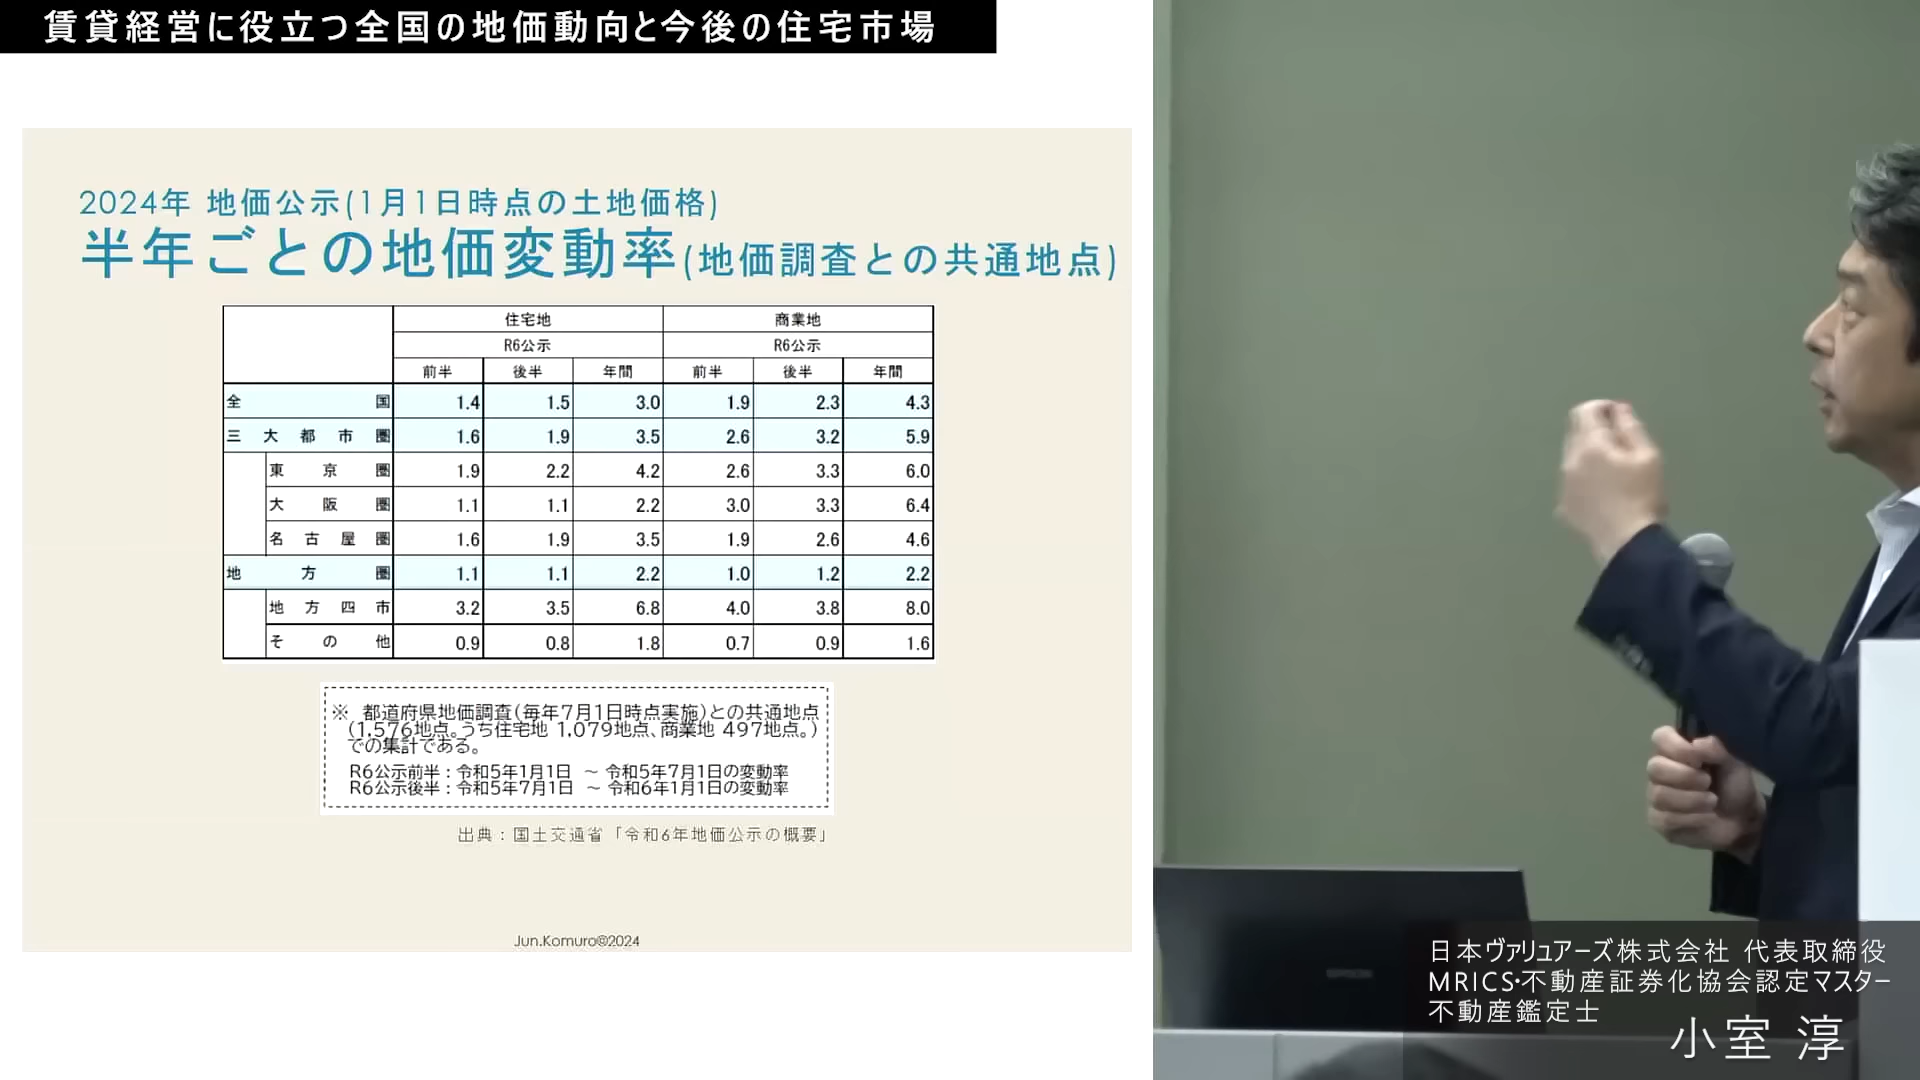 賃貸経営に役立つ全国の地価動向と今後の住宅市場
2024年 地価公示(1月1日時点の土地価格)
半年ごとの地価変動率(地価調査との共通地点)
住宅地 商業地
R6公示 R6公示
前半 後半 年間 前半 後半 年間
全国 1.4 1.5 3.0 1.9 2.3 4.3
三大都市圏 1.6 1.9 3.5 2.6 3.2 5.9
東京圏 1.9 2.2 4.2 2.6 3.3 6.0
大阪圏 1.1 1.1 2.2 3.0 3.3 6.4
名古屋圏 1.6 1.9 3.5 1.9 2.6 4.6
地方圏 1.1 1.1 2.2 1.0 1.2 2.2
地方四市 3.2 3.5 6.8 4.0 3.8 8.0
その他 0.9 0.8 1.8 0.7 0.9 1.6
※ 都道府県地価調査(毎年7月1日時点実施)との共通地点
(1,576地点。うち住宅地 1,079地点、商業地 497地点。)
での集計である。
R6公示前半：令和5年1月1日 ～ 令和5年7月1日の変動率
R6公示後半：令和5年7月1日 ～ 令和6年1月1日の変動率
出典：国土交通省「令和6年地価公示の概要」
Jun.Komuro©2024
EPSON
日本ヴァリュアーズ株式会社 代表取締役
MRICS・不動産証券化協会認定マスター
不動産鑑定士
小室 淳